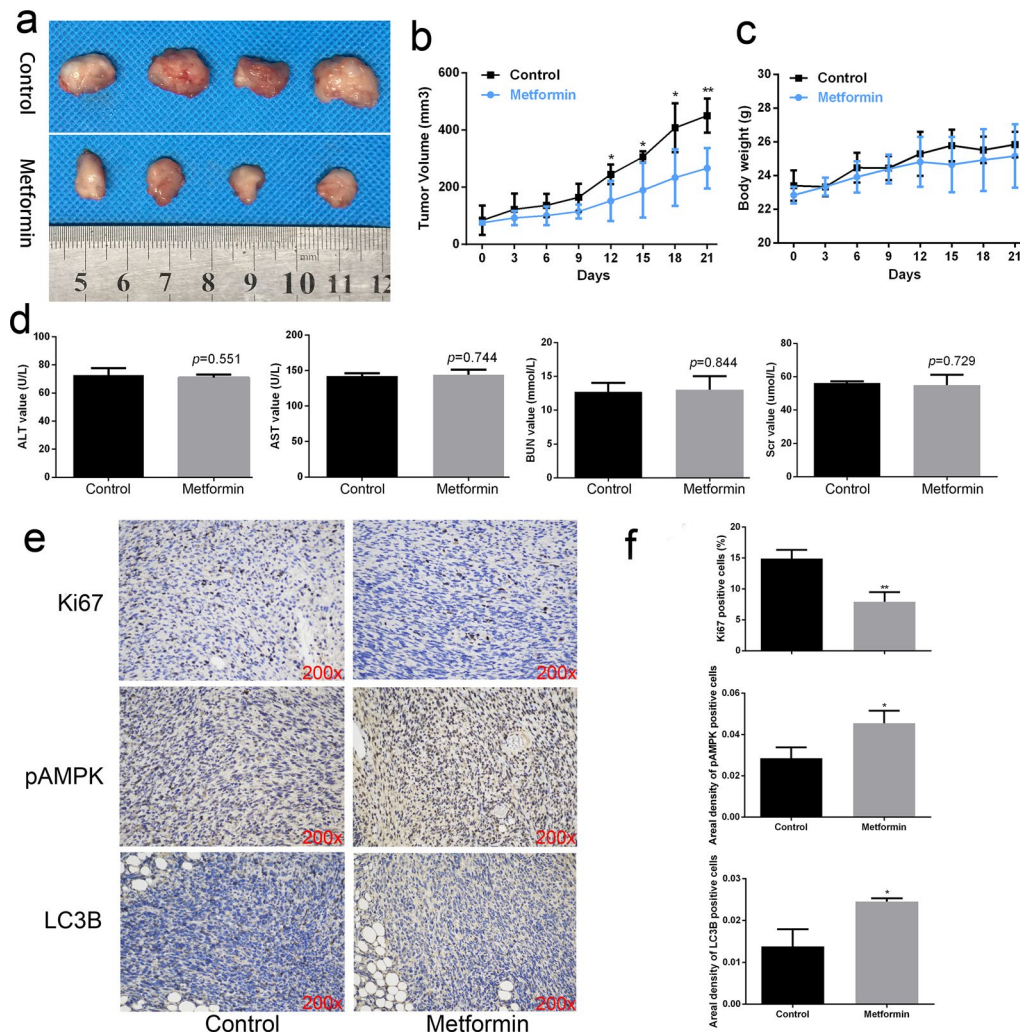 a
Control
Metformin
mm
5 6 7 8 9 10 11 12
b
Tumor Volume (mm3)
600
400
200
0
Control
Metformin
*
*
*
**
0 3 6 9 12 15 18 21
Days
c
Body weight (g)
30
28
26
24
22
20
Control
Metformin
0 3 6 9 12 15 18 21
Days
d
ALT value (U/L)
100
80
60
40
20
0
p=0.551
Control Metformin
AST value (U/L)
200
150
100
50
0
p=0.744
Control Metformin
BUN value (mmol/L)
20
15
10
5
0
p=0.844
Control Metformin
Scr value (umol/L)
80
60
40
20
0
p=0.729
Control Metformin
e
Ki67
200x 200x
pAMPK
200x 200x
LC3B
200x 200x
Control Metformin
f
Ki67 positive cells (%)
20
15
10
5
0
**
Areal density of pAMPK positive cells
0.06
0.04
0.02
0.00
*
Control Metformin
Areal density of LC3B positive cells
0.03
0.02
0.01
0.00
*
Control Metformin